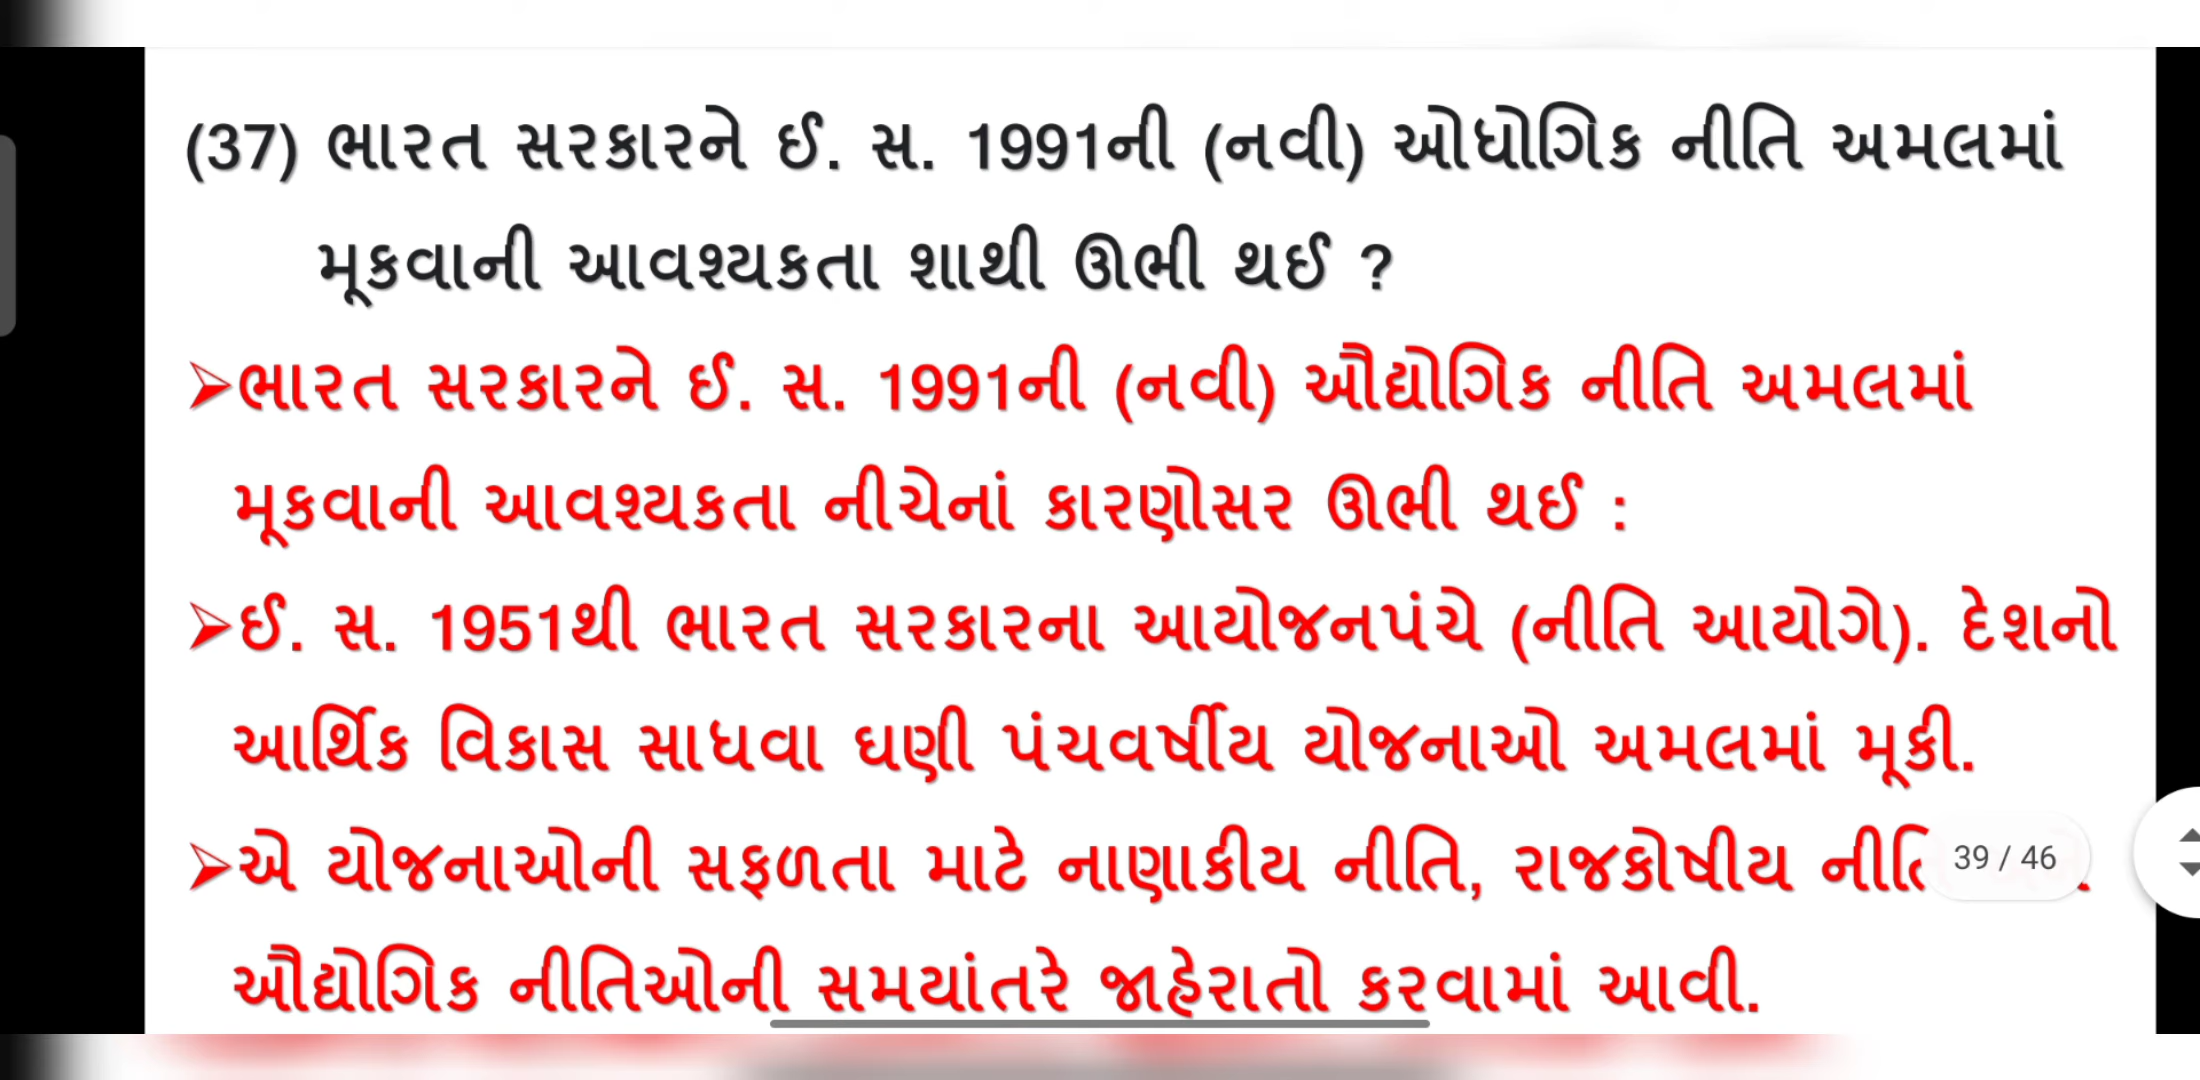 (37) ભારત સરકારને ઈ. સ. 1991ની (નવી) ઓધોગિક નીતિ અમલમાં
મૂકવાની આવશ્યકતા શાથી ઊભી થઈ ?
➢ભારત સરકારને ઈ. સ. 1991ની (નવી) ઔદ્યોગિક નીતિ અમલમાં
મૂકવાની આવશ્યકતા નીચેનાં કારણોસર ઊભી થઈ :
➢ઈ. સ. 1951થી ભારત સરકારના આયોજનપંચે (નીતિ આયોગે). દેશનો
આર્થિક વિકાસ સાધવા ઘણી પંચવર્ષીય યોજનાઓ અમલમાં મૂકી.
➢એ યોજનાઓની સફળતા માટે નાણાકીય નીતિ, રાજકોષીય
39 / 46
ઔદ્યોગિક નીતિઓની સમયાંતરે જાહેરાતો કરવામાં આવી.